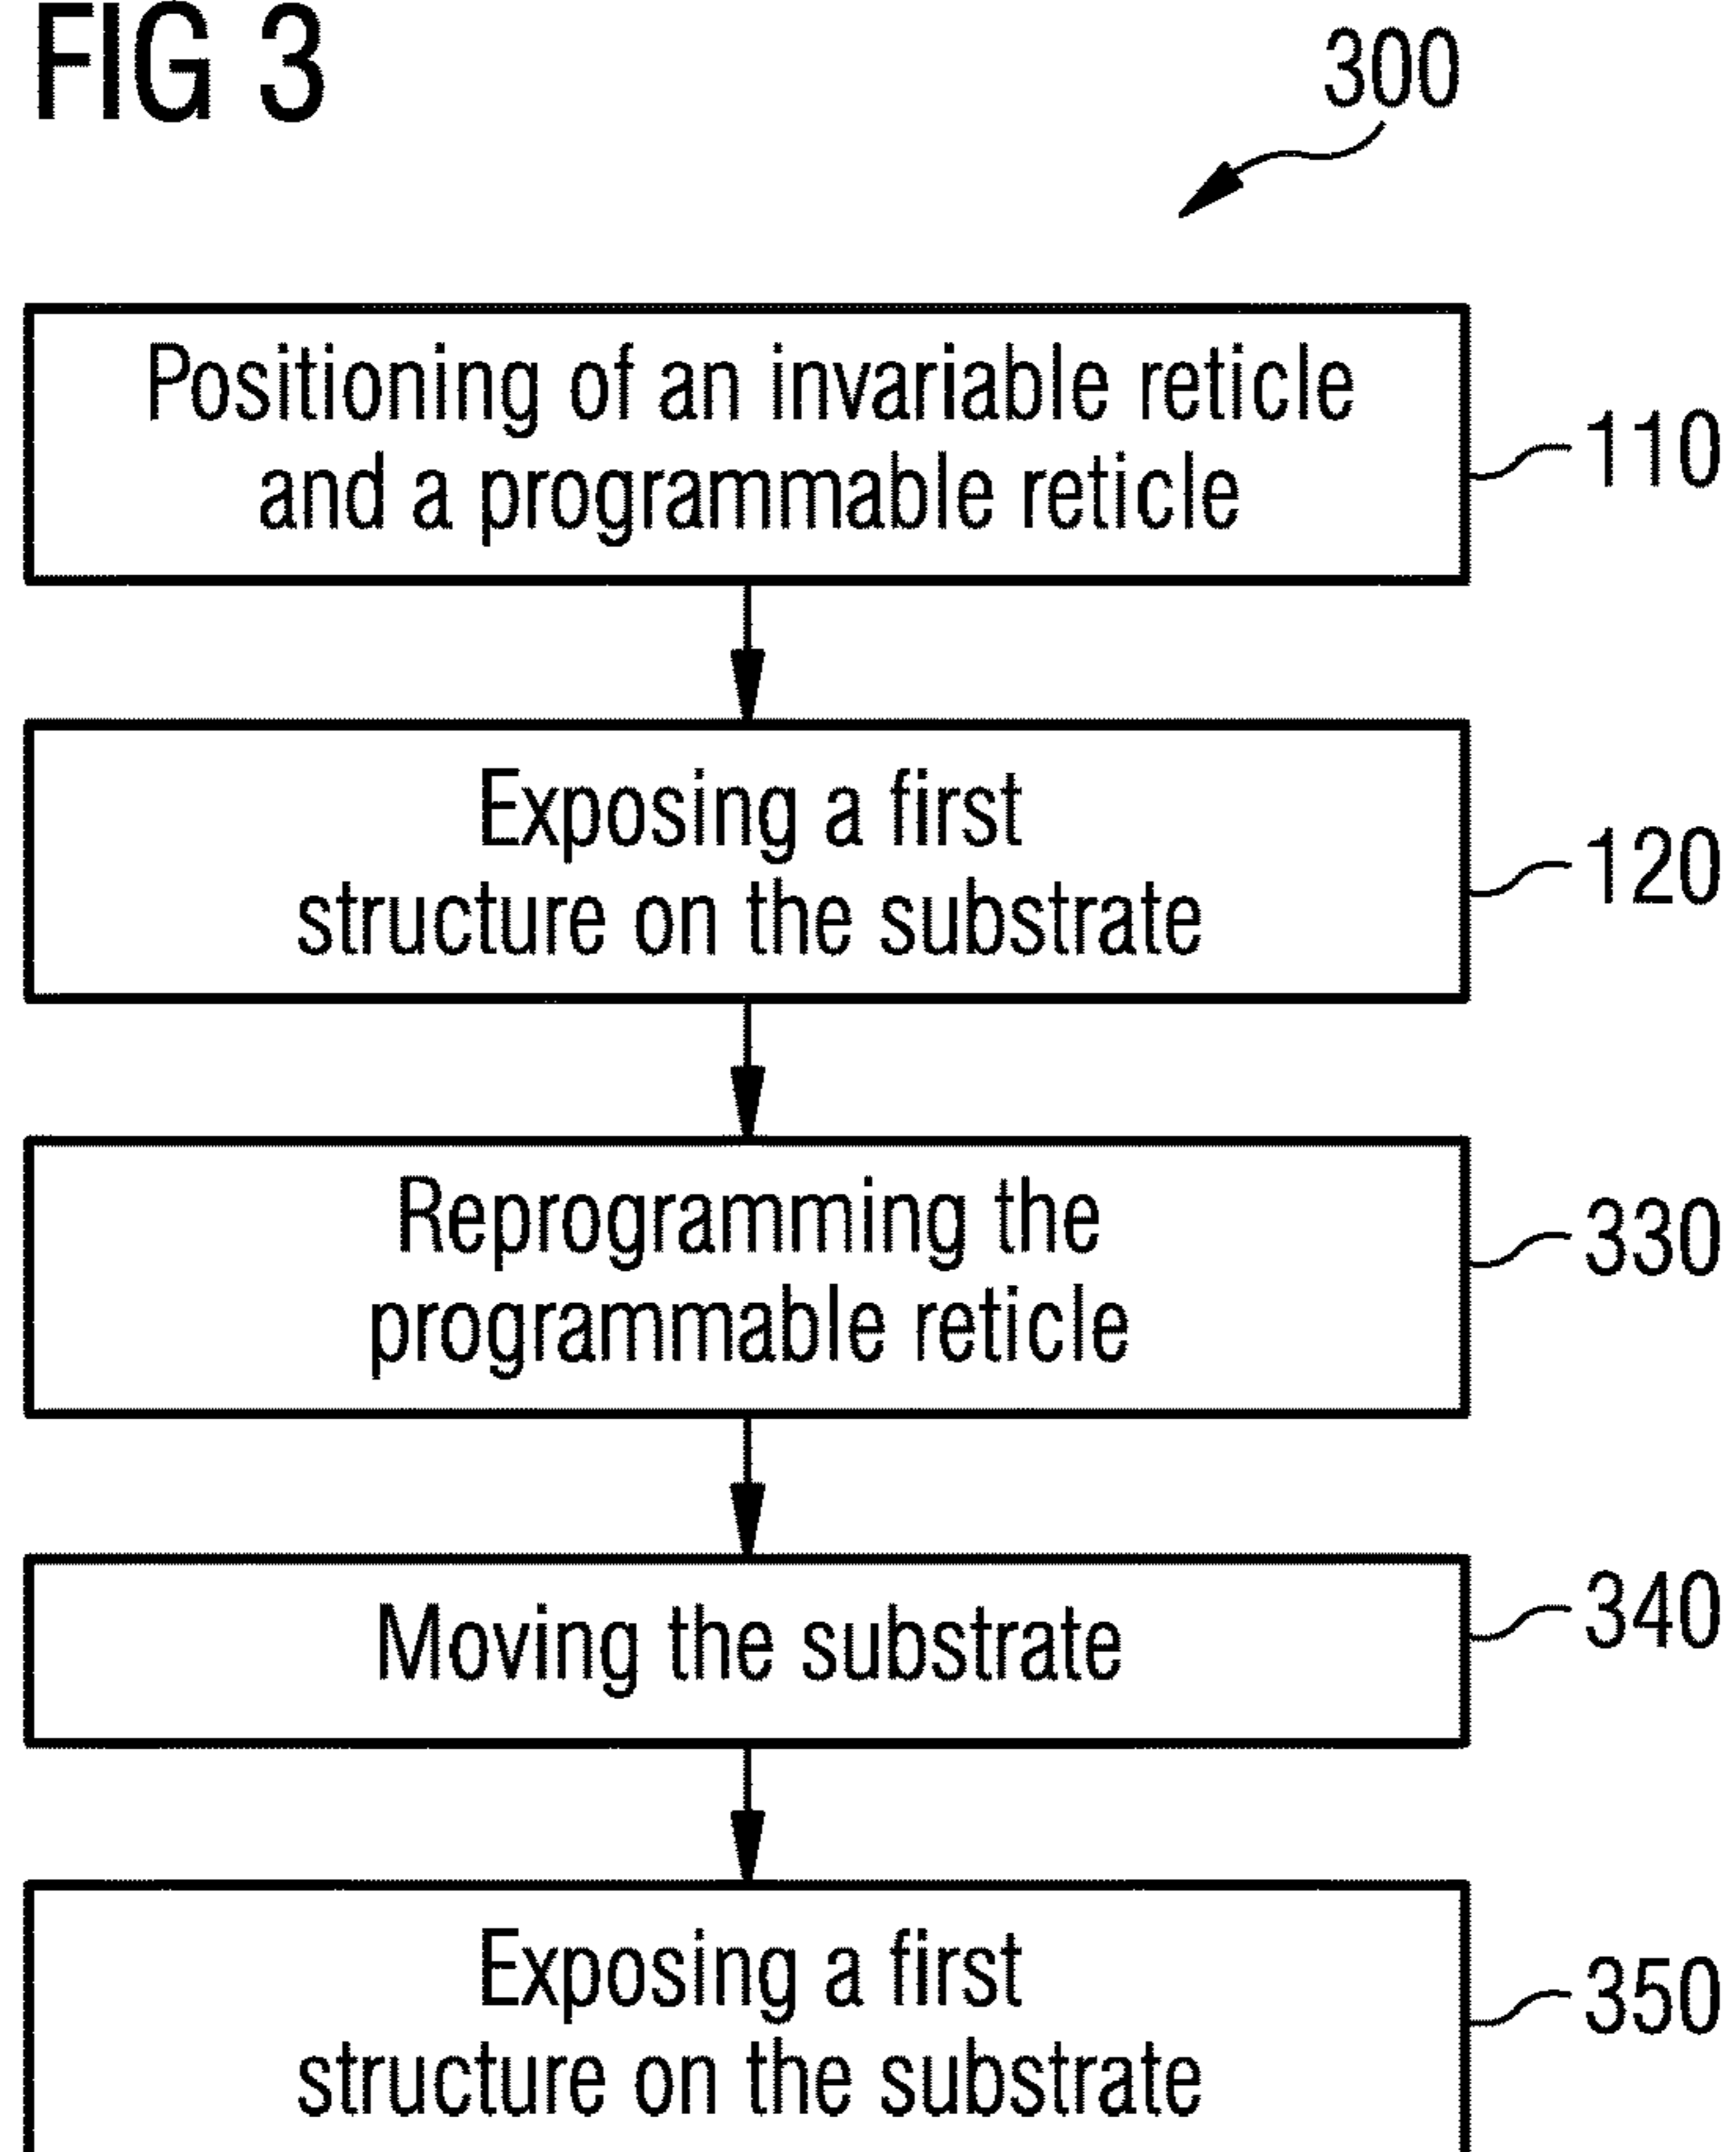 FIG 3
300
Positioning of an invariable reticle
and a programmable reticle
110
Exposing a first
structure on the substrate
120
Reprogramming the
programmable reticle
330
Moving the substrate
340
Exposing a first
structure on the substrate
350